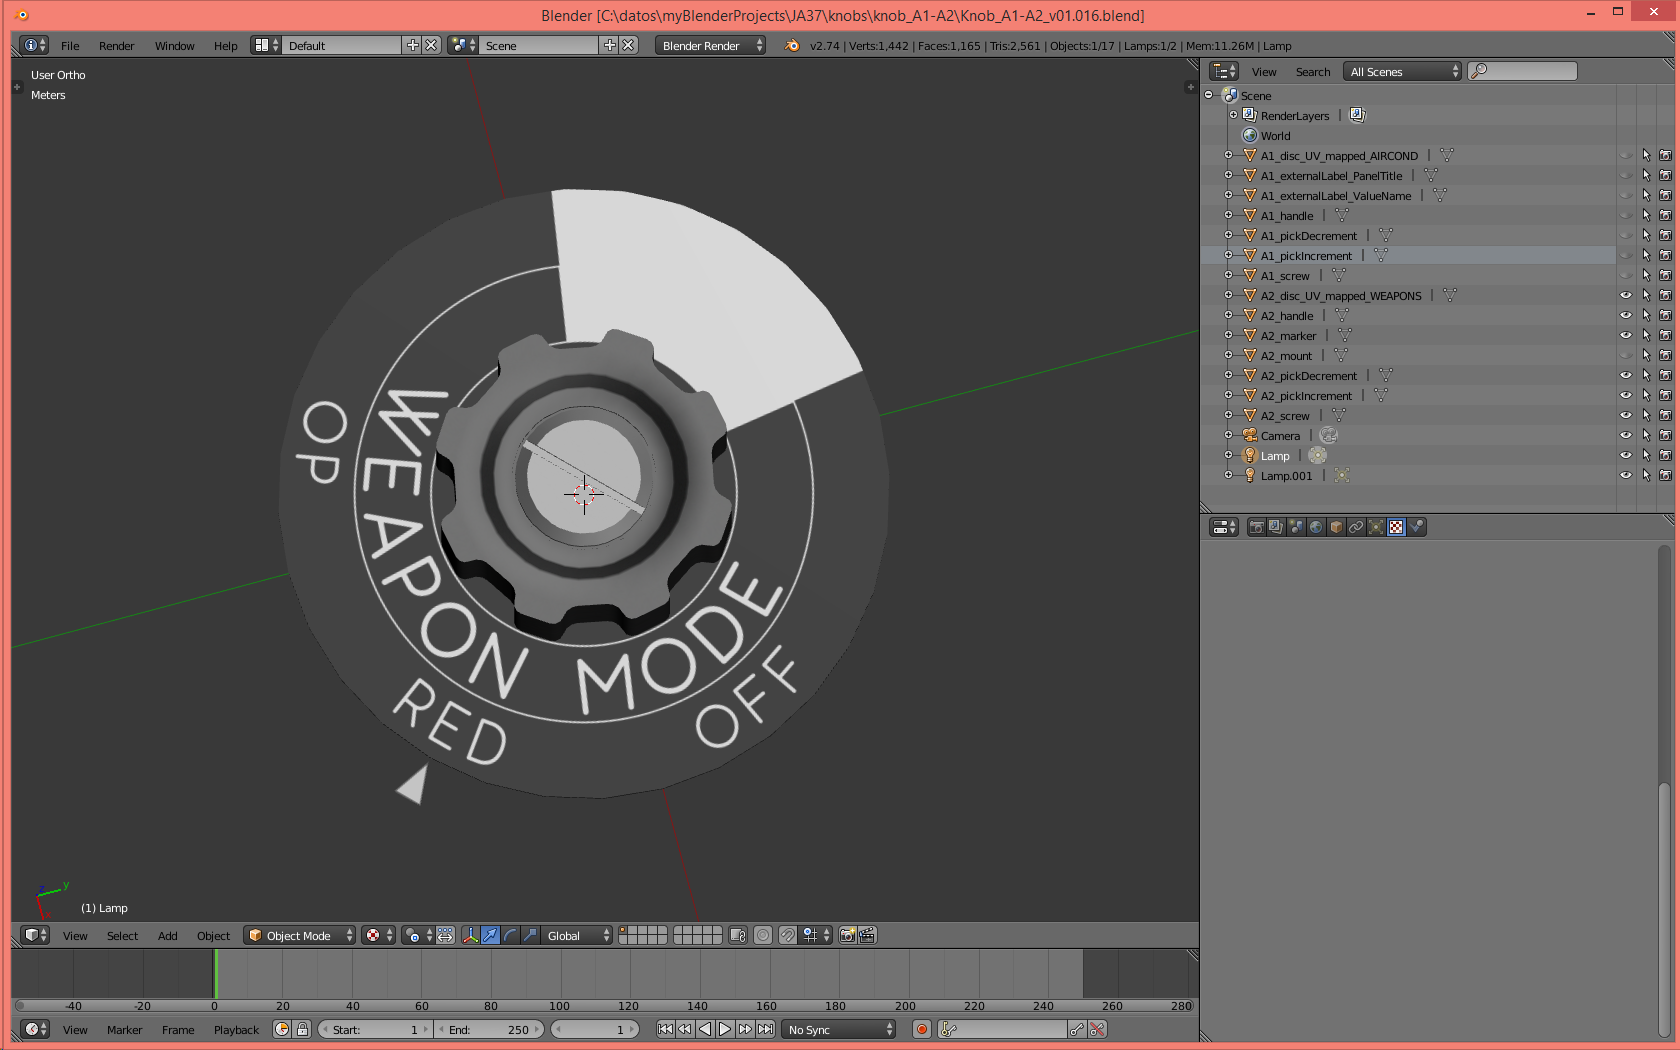 Blender [C:\datos\myBlenderProjects\JA37\knobs\knob_A1-A2\Knob_A1-A2_v01.016.blend]
File Render Window Help Default Scene Blender Render v2.74 | Verts:1,442 | Faces:1,165 | Tris:2,561 | Objects:1/17 | Lamps:1/2 | Mem:11.26M | Lamp
User Ortho
Meters
OP
WEAPON MODE
RED
OFF
z y
(1) Lamp
View Select Add Object Object Mode Global
-40 -20 0 20 40 60 80 100 120 140 160 180 200 220 240 260 280
View Marker Frame Playback Start: 1 End: 250 1 No Sync
View Search All Scenes
Scene
RenderLayers |
World
A1_disc_UV_mapped_AIRCOND |
A1_externalLabel_PanelTitle |
A1_externalLabel_ValueName |
A1_handle |
A1_pickDecrement |
A1_pickIncrement |
A1_screw |
A2_disc_UV_mapped_WEAPONS |
A2_handle |
A2_marker |
A2_mount |
A2_pickDecrement |
A2_pickIncrement |
A2_screw |
Camera |
Lamp |
Lamp.001 |